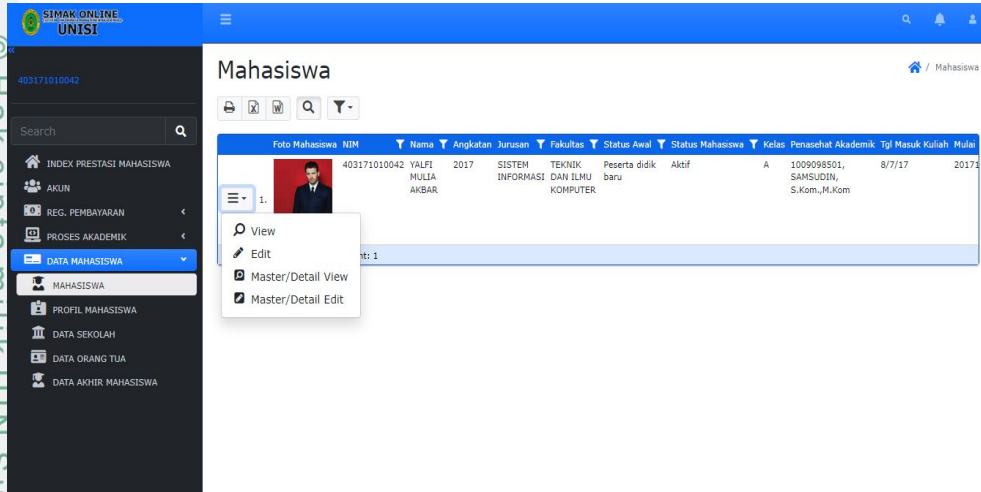 SIMAK ONLINE
UNISI
403171010042
Search
INDEX PRESTASI MAHASISWA
AKUN
REG. PEMBAYARAN
PROSES AKADEMIK
DATA MAHASISWA
MAHASISWA
PROFIL MAHASISWA
DATA SEKOLAH
DATA ORANG TUA
DATA AKHIR MAHASISWA
Mahasiswa
/ Mahasiswa
Foto Mahasiswa NIM Nama Angkatan Jurusan Fakultas Status Awal Status Mahasiswa Kelas Penasehat Akademik Tgl Masuk Kuliah Mulai
1. 403171010042 YALFI 2017 SISTEM TEKNIK Peserta didik Aktif A 1009098501, 8/7/17 20171
MULIA INFORMASI DAN ILMU baru SAMSUDIN,
AKBAR KOMPUTER S.Kom.,M.Kom
View
Edit
nt: 1
Master/Detail View
Master/Detail Edit